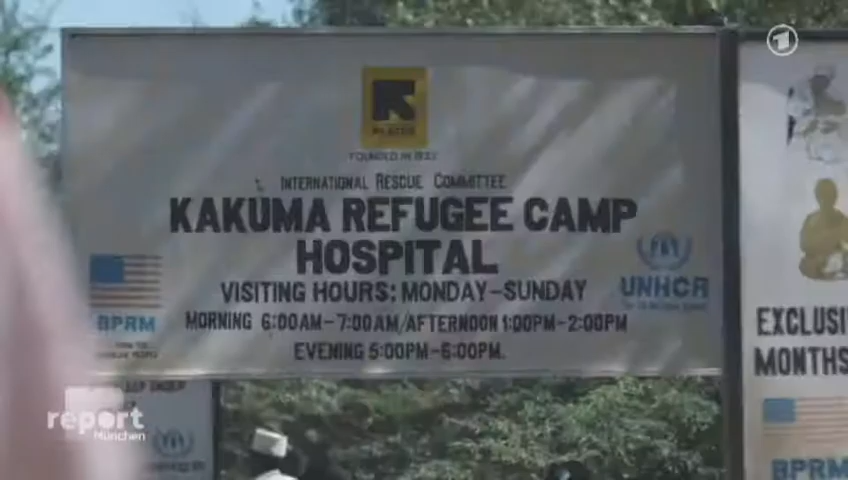 1
FOUNDED IN 1933
INTERNATIONAL RESCUE COMMITTEE
KAKUMA REFUGEE CAMP
HOSPITAL
VISITING HOURS: MONDAY-SUNDAY
MORNING 6:00AM-7:00AM/AFTERNOON 1:00PM-2:00PM
EVENING 5:00PM-6:00PM.
BPRM
UNHCR
EXCLUSI
MONTHS
BPRM
report
München